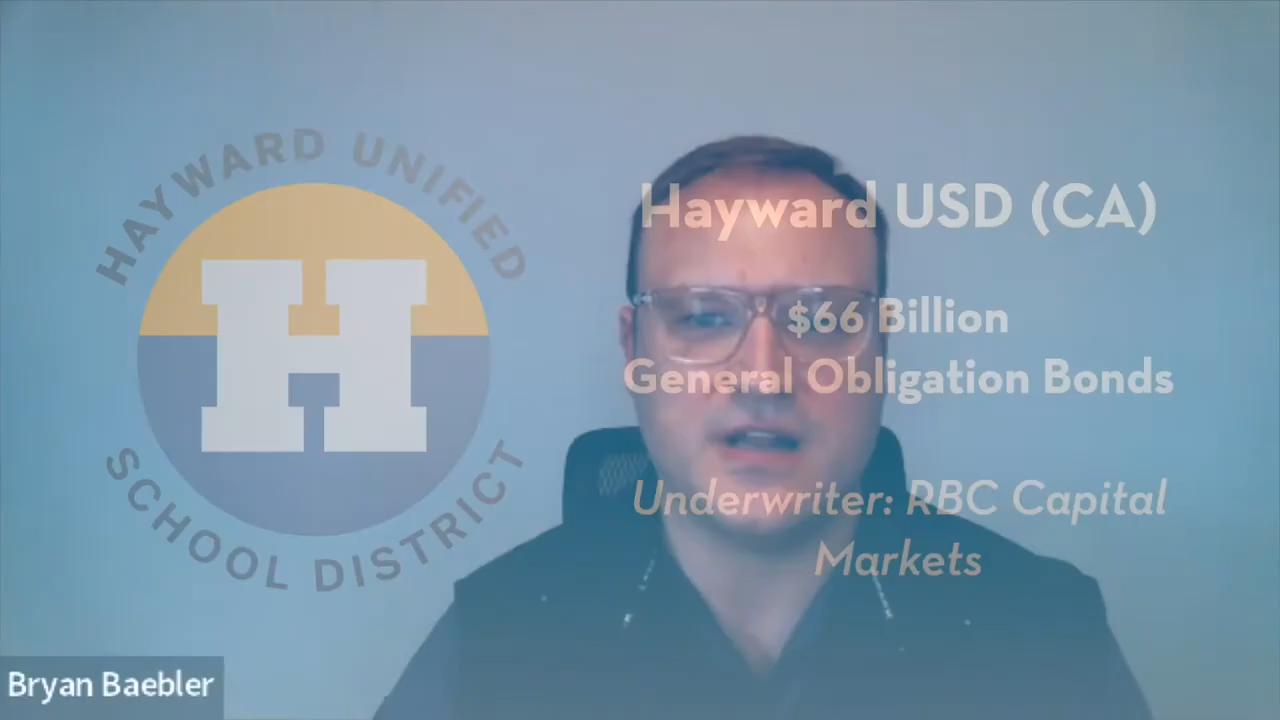 HAYWARD UNIFIED
SCHOOL DISTRICT
H
Hayward USD (CA)
$66 Billion
General Obligation Bonds
Underwriter: RBC Capital
Markets
Bryan Baebler